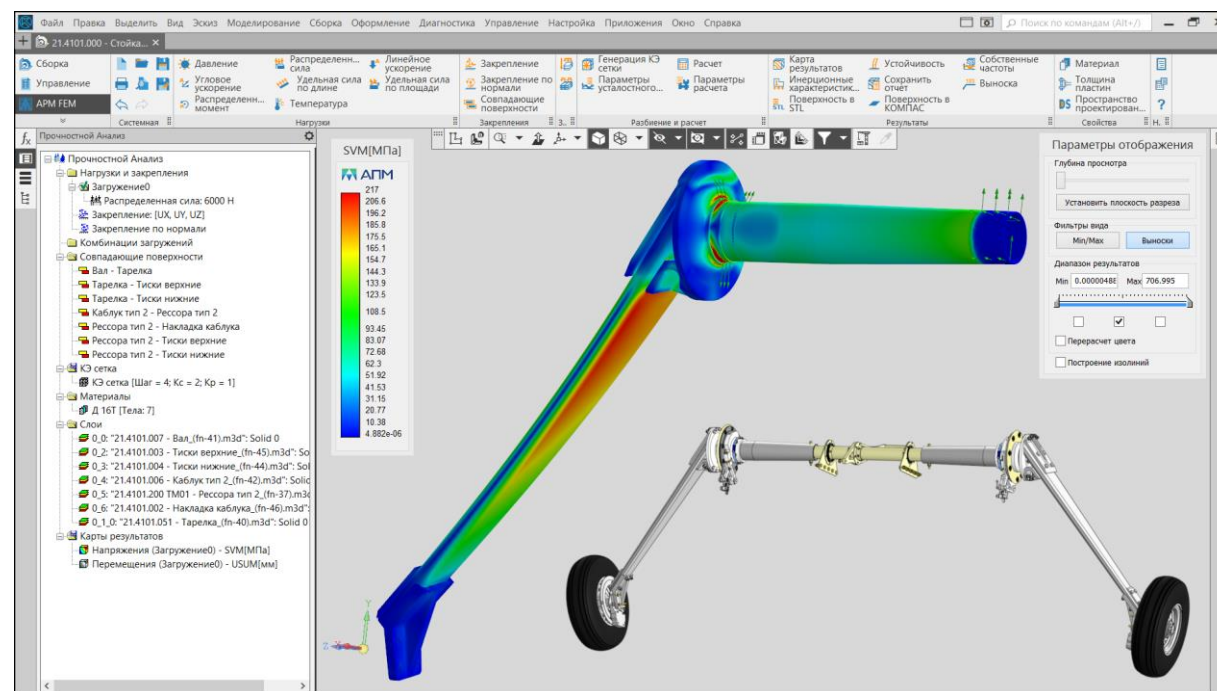 Файл Правка Выделить Вид Эскиз Моделирование Сборка Оформление Диагностика Управление Настройка Приложения Окно Справка
Поиск по командам (Alt+/)
21.4101.000 - Стойка...
Сборка
Управление
APM FEM
Системная
Давление
Угловое ускорение
Распределенн... момент
Распределенн... сила
Удельная сила по длине
Температура
Линейное ускорение
Удельная сила по площади
Нагрузки
Закрепление
Закрепление по нормали
Совпадающие поверхности
Закрепления
З...
Генерация КЭ сетки
Параметры усталостного...
Расчет
Параметры расчета
Разбиение и расчет
Карта результатов
Инерционные характеристик...
Поверхность в STL
Устойчивость
Сохранить отчет
Поверхность в КОМПАС
Собственные частоты
Выноска
Результаты
Материал
Толщина пластин
Пространство проектирован...
Свойства
Н...
Прочностной Анализ
Прочностной Анализ
Нагрузки и закрепления
Загружение0
Распределенная сила: 6000 Н
Закрепление: [UX, UY, UZ]
Закрепление по нормали
Комбинации загружений
Совпадающие поверхности
Вал - Тарелка
Тарелка - Тиски верхние
Тарелка - Тиски нижние
Каблук тип 2 - Рессора тип 2
Рессора тип 2 - Накладка каблука
Рессора тип 2 - Тиски верхние
Рессора тип 2 - Тиски нижние
КЭ сетка
КЭ сетка [Шаг = 4; Кс = 2; Кр = 1]
Материалы
Д 16Т [Тела: 7]
Слои
0_0: "21.4101.007 - Вал_(fn-41).m3d": Solid 0
0_2: "21.4101.003 - Тиски верхние_(fn-45).m3d": So
0_3: "21.4101.004 - Тиски нижние_(fn-44).m3d": Sol
0_4: "21.4101.006 - Каблук тип 2_(fn-42).m3d": Solid
0_5: "21.4101.200 ТМ01 - Рессора тип 2_(fn-37).m3d
0_6: "21.4101.002 - Накладка каблука_(fn-46).m3d":
0_1_0: "21.4101.051 - Тарелка_(fn-40).m3d": Solid 0
Карты результатов
Напряжения (Загружение0) - SVM[МПа]
Перемещения (Загружение0) - USUM[мм]
SVM[МПа]
АПМ
217
206.6
196.2
185.8
175.5
165.1
154.7
144.3
133.9
123.5
108.5
93.45
83.07
72.68
62.3
51.92
41.53
31.15
20.77
10.38
4.882e-06
Y
Z
X
Параметры отображения
Глубина просмотра
Установить плоскость разреза
Фильтры вида
Min/Max Выноски
Диапазон результатов
Min 0.0000048E Max 706.995
Перерасчет цвета
Построение изолиний